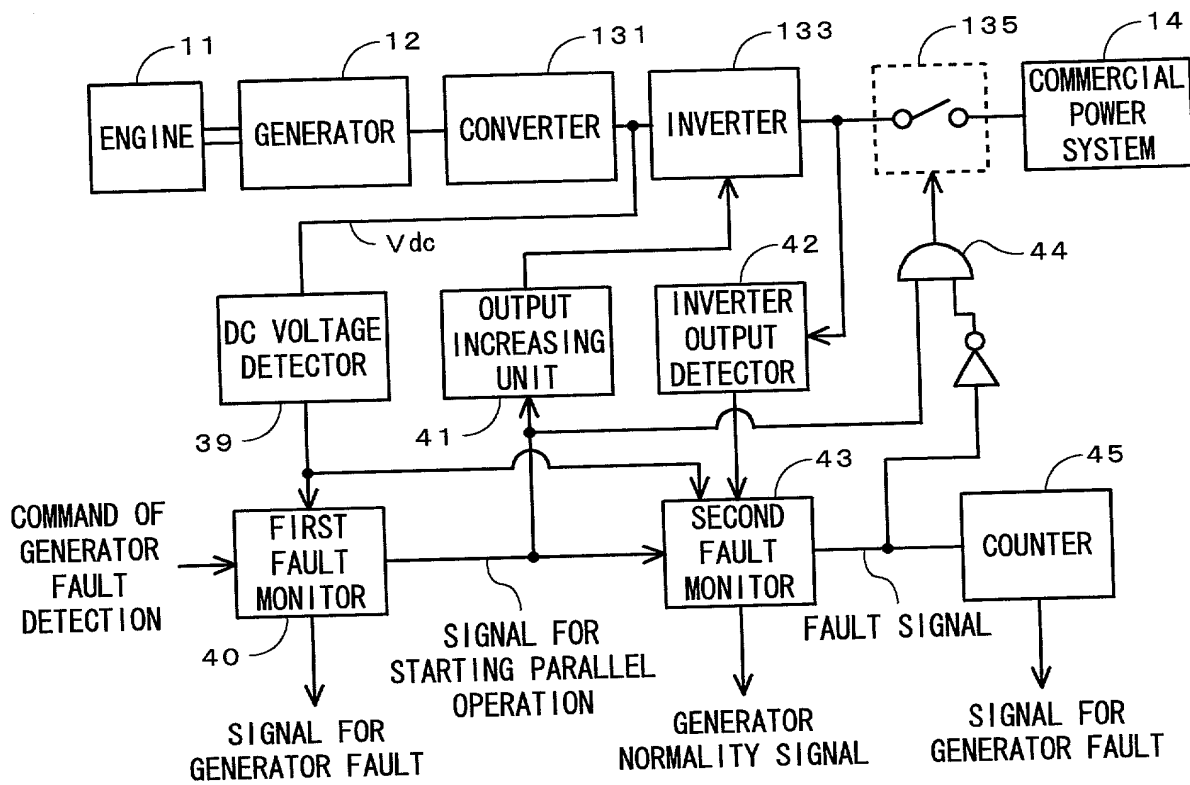 11
12
131
133
135
14
ENGINE
GENERATOR
CONVERTER
INVERTER
COMMERCIAL
POWER
SYSTEM
Vdc
42
44
DC VOLTAGE
DETECTOR
OUTPUT
INCREASING
UNIT
INVERTER
OUTPUT
DETECTOR
39
41
43
45
COMMAND OF
GENERATOR
FAULT
DETECTION
FIRST
FAULT
MONITOR
SECOND
FAULT
MONITOR
COUNTER
40
SIGNAL FOR
STARTING PARALLEL
OPERATION
FAULT SIGNAL
SIGNAL FOR
GENERATOR FAULT
GENERATOR
NORMALITY SIGNAL
SIGNAL FOR
GENERATOR FAULT